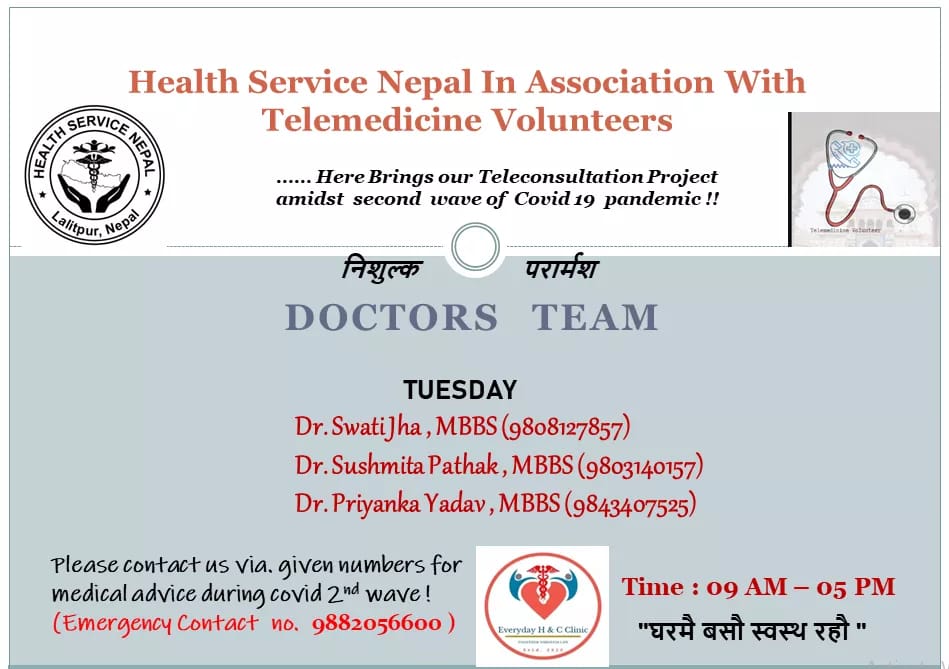 Health Service Nepal In Association With
Telemedicine Volunteers
HEALTH SERVICE NEPAL
Lalitpur, Nepal
...... Here Brings our Teleconsultation Project
amidst second wave of Covid 19 pandemic !!
Telemedicine Volunteer
निशुल्क परार्मश
DOCTORS TEAM
TUESDAY
Dr. Swati Jha , MBBS (9808127857)
Dr. Sushmita Pathak , MBBS (9803140157)
Dr. Priyanka Yadav , MBBS (9843407525)
Please contact us via. given numbers for
medical advice during covid 2nd wave !
(Emergency Contact no. 9882056600 )
Everyday H & C Clinic
Time : 09 AM – 05 PM
"घरमै बसौ स्वस्थ रहौ "